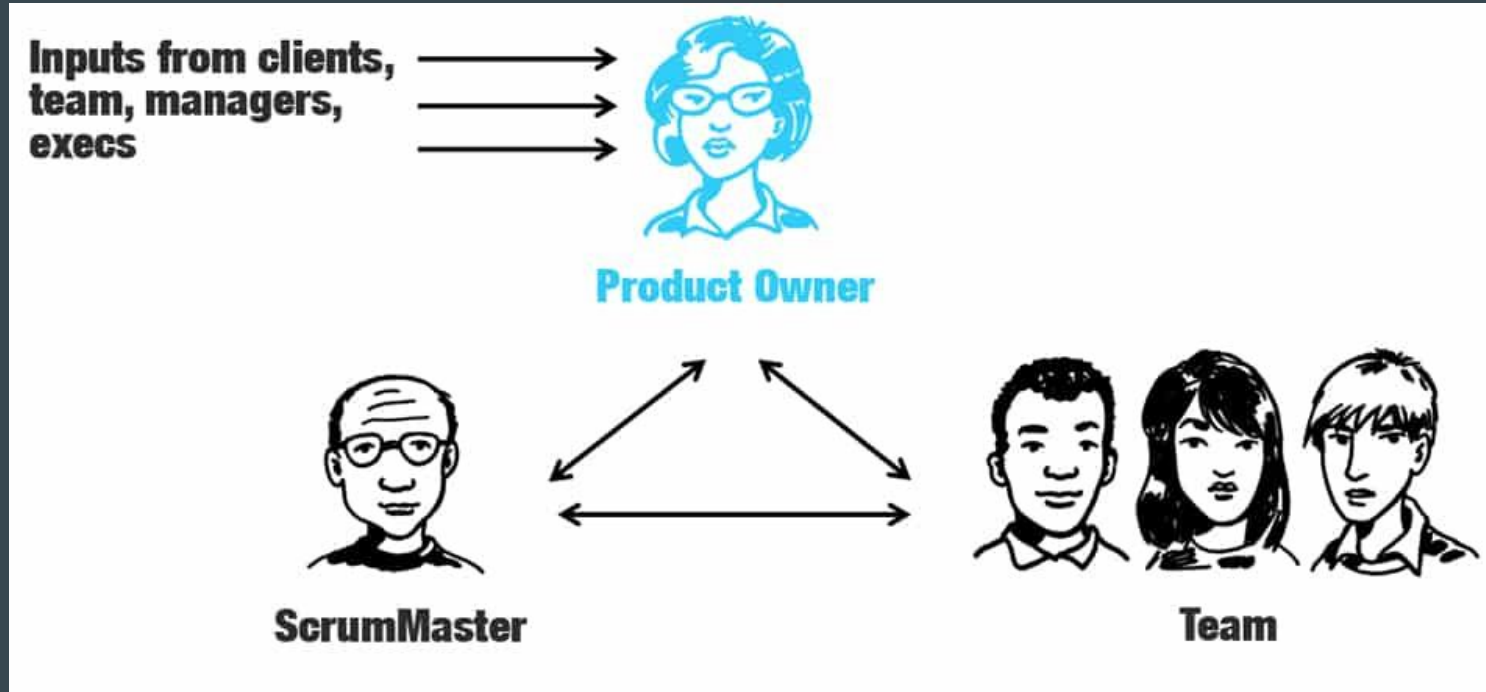 Inputs from clients,
team, managers,
execs
Product Owner
ScrumMaster
Team